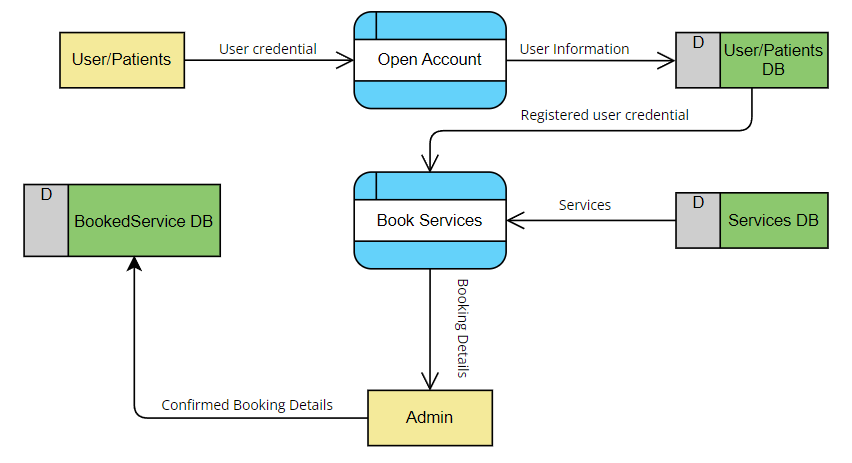 User/Patients
User credential
Open Account
User Information
D
User/Patients
DB
Registered user credential
D
BookedService DB
Book Services
Services
D
Services DB
Booking Details
Confirmed Booking Details
Admin